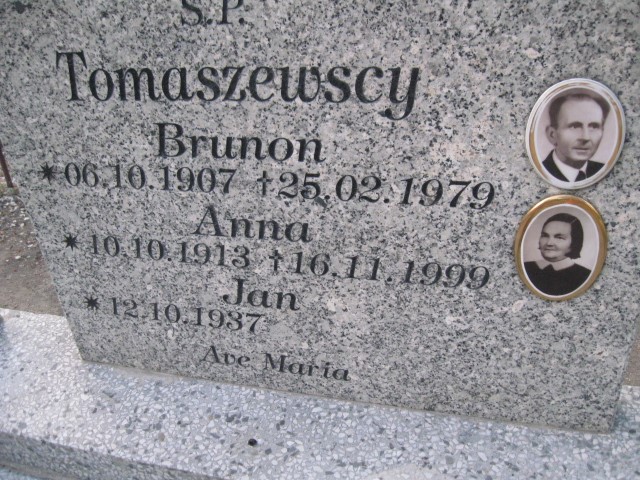 Ś.P.
Tomaszewscy
Brunon
*06.10.1907 †25.02.1979
Anna
*10.10.1913 †16.11.1999
Jan
*12.10.1937
Ave Maria